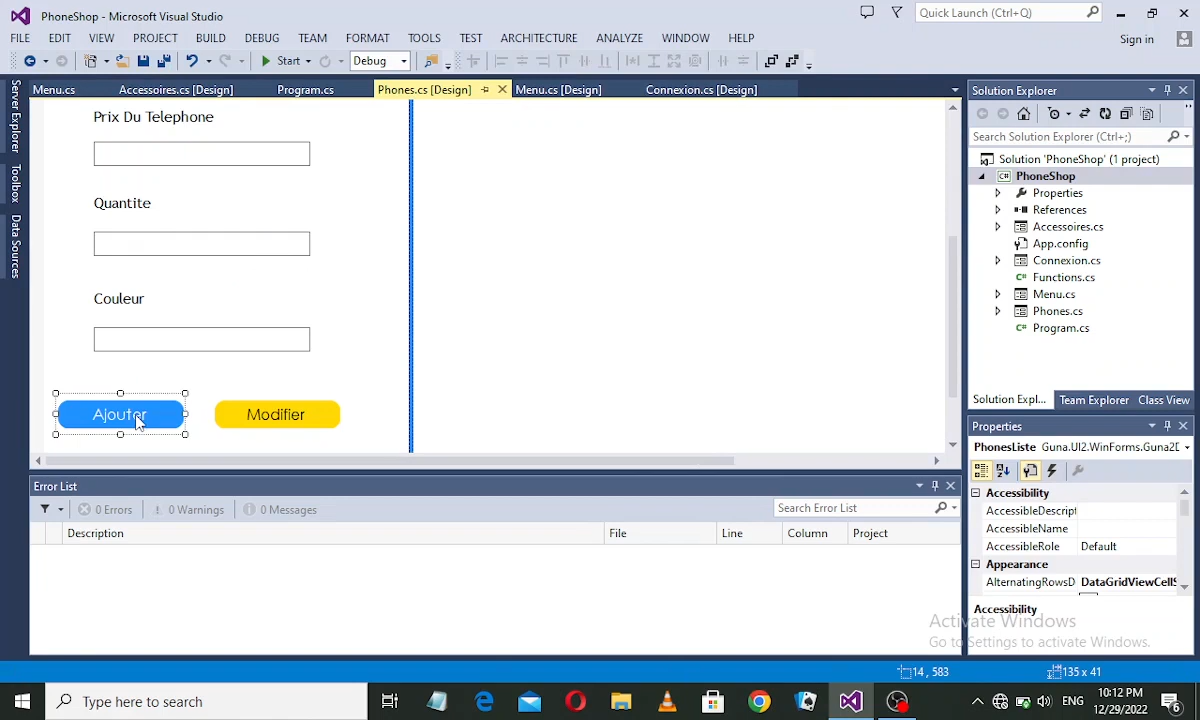 PhoneShop - Microsoft Visual Studio
Quick Launch (Ctrl+Q)
FILE EDIT VIEW PROJECT BUILD DEBUG TEAM FORMAT TOOLS TEST ARCHITECTURE ANALYZE WINDOW HELP
Sign in
Start Debug
Menu.cs Accessoires.cs [Design] Program.cs Phones.cs [Design] Menu.cs [Design] Connexion.cs [Design]
Server Explorer
Toolbox
Data Sources
Prix Du Telephone
Quantite
Couleur
Ajouter Modifier
Solution Explorer
Search Solution Explorer (Ctrl+;)
Solution 'PhoneShop' (1 project)
C# PhoneShop
Properties
References
Accessoires.cs
App.config
Connexion.cs
C# Functions.cs
Menu.cs
Phones.cs
C# Program.cs
Solution Expl... Team Explorer Class View
Properties
PhonesListe Guna.UI2.WinForms.Guna2D
Accessibility
AccessibleDescript
AccessibleName
AccessibleRole Default
Appearance
AlternatingRowsD DataGridViewCellS
Accessibility
Error List
0 Errors 0 Warnings 0 Messages
Search Error List
Description File Line Column Project
Activate Windows
Go to Settings to activate Windows.
14 , 583 135 x 41
Type here to search
ENG
10:12 PM
12/29/2022
6